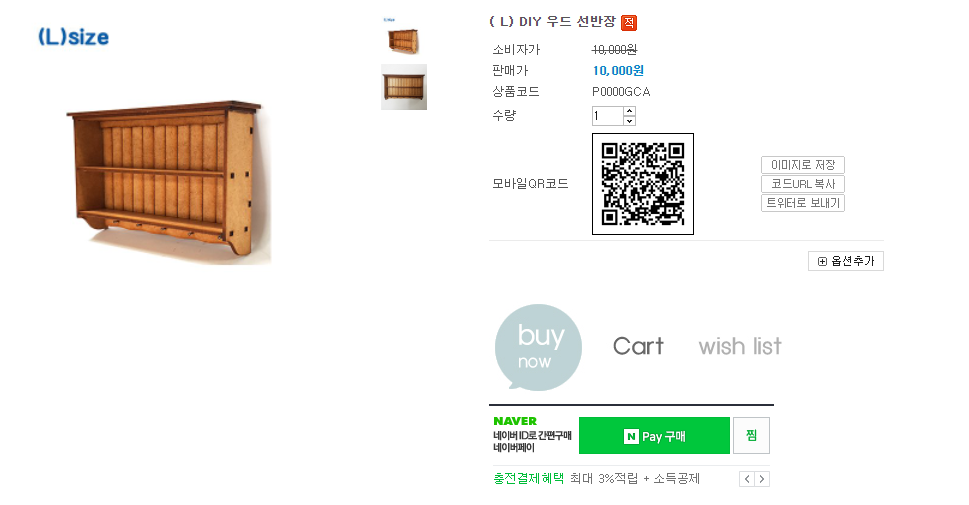 (L)size
( L) DIY 우드 선반장 적
소비자가 10,000원
판매가 10,000원
상품코드 P0000GCA
수량 1
모바일QR코드
이미지로 저장
코드URL 복사
트위터로 보내기
옵션추가
buy now
Cart
wish list
NAVER
네이버 ID로 간편구매
네이버페이
N Pay 구매
찜
충전결제혜택 최대 3%적립 + 소득공제